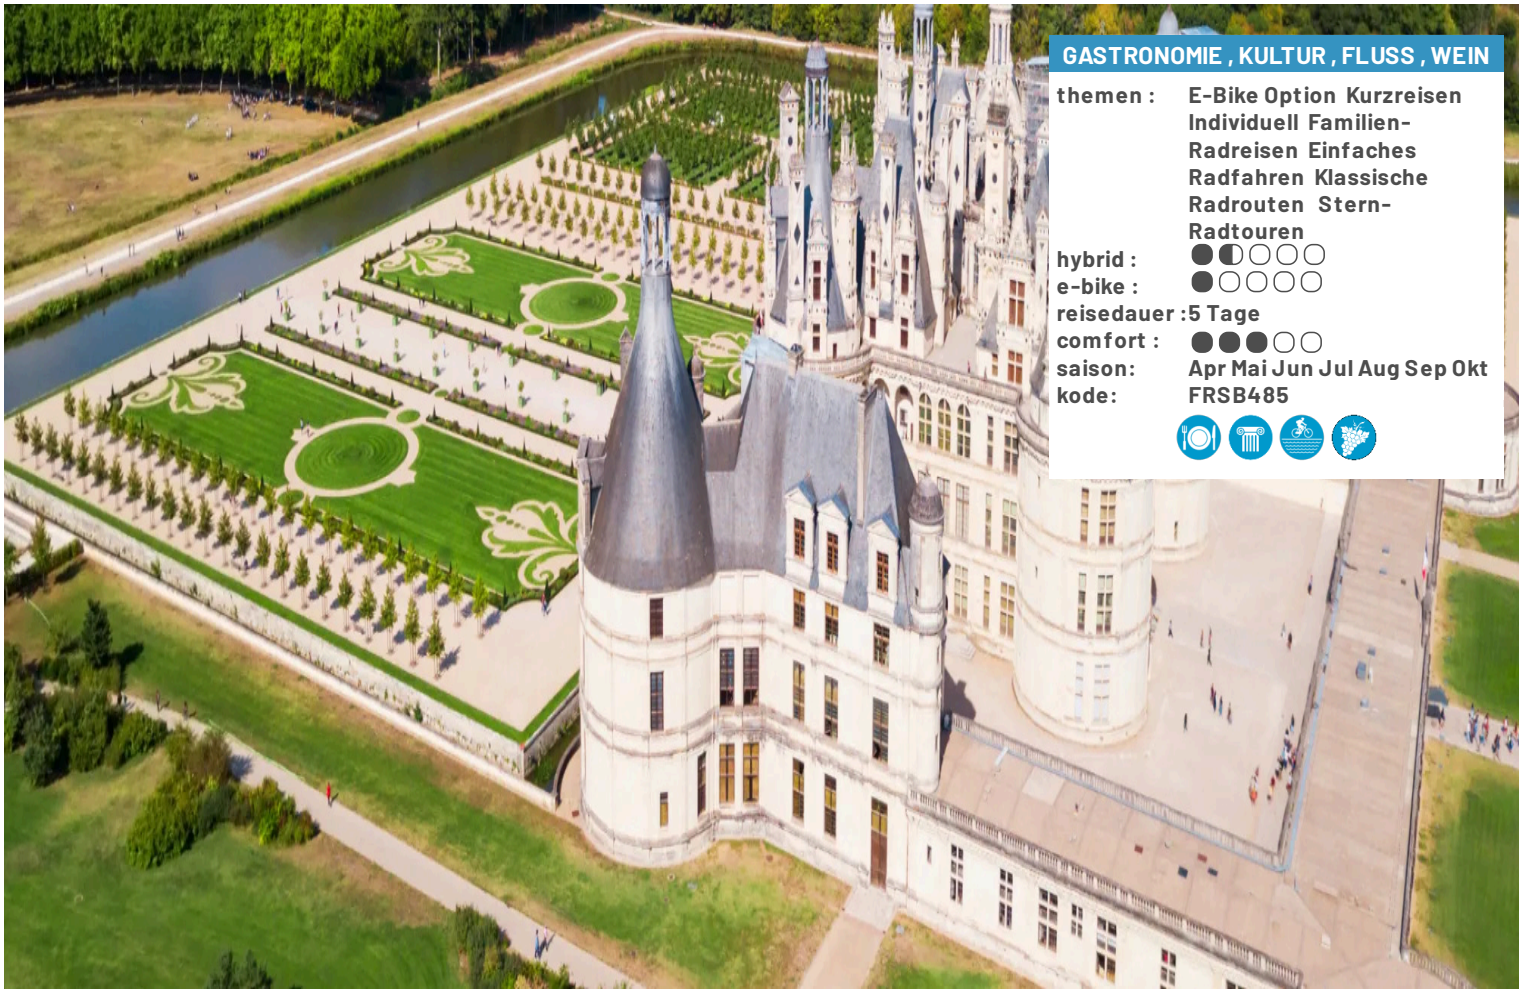 GASTRONOMIE , KULTUR , FLUSS , WEIN
themen : E-Bike Option Kurzreisen
Individuell Familien-
Radreisen Einfaches
Radfahren Klassische
Radrouten Stern-
Radtouren
hybrid :
e-bike :
reisedauer : 5 Tage
comfort :
saison: Apr Mai Jun Jul Aug Sep Okt
kode: FRSB485